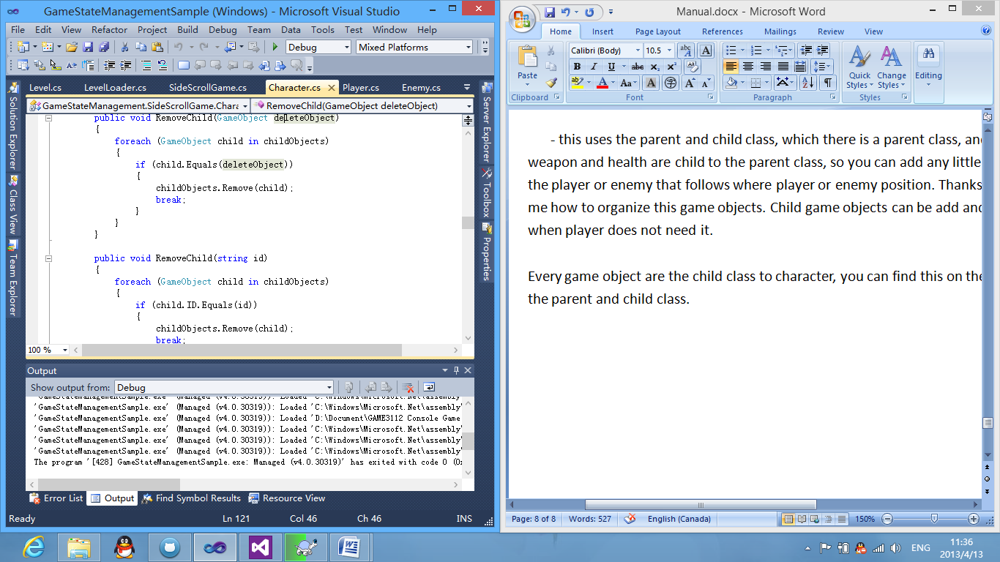 GameStateManagementSample (Windows) - Microsoft Visual Studio
File Edit View Refactor Project Build Debug Team Data Tools Test Window Help
Debug Mixed Platforms
Level.cs LevelLoader.cs SideScrollGame.cs Character.cs Player.cs Enemy.cs
GameStateManagement.SideScrollGame.Chara RemoveChild(GameObject deleteObject)
public void RemoveChild(GameObject deleteObject)
{
foreach (GameObject child in childObjects)
{
if (child.Equals(deleteObject))
{
childObjects.Remove(child);
break;
}
}
}
public void RemoveChild(string id)
{
foreach (GameObject child in childObjects)
{
if (child.ID.Equals(id))
{
childObjects.Remove(child);
break;
100 %
Solution Explorer
Class View
Team Explorer
Server Explorer
Toolbox
Properties
Output
Show output from: Debug
'GameStateManagementSample.exe' (Managed (v4.0.30319)): Loaded 'C:\Windows\Microsoft.Net\assembly\
'GameStateManagementSample.exe' (Managed (v4.0.30319)): Loaded 'C:\Windows\Microsoft.Net\assembly\
'GameStateManagementSample.exe' (Managed (v4.0.30319)): Loaded 'D:\Document\GAME3112 Console Game
'GameStateManagementSample.exe' (Managed (v4.0.30319)): Loaded 'C:\Windows\Microsoft.Net\assembly\
'GameStateManagementSample.exe' (Managed (v4.0.30319)): Loaded 'C:\Windows\Microsoft.Net\assembly\
'GameStateManagementSample.exe' (Managed (v4.0.30319)): Loaded 'C:\Windows\Microsoft.Net\assembly\
The program '[428] GameStateManagementSample.exe: Managed (v4.0.30319)' has exited with code 0 (0x
Error List Output Find Symbol Results Resource View
Ready Ln 121 Col 46 Ch 46 INS
Manual.docx - Microsoft Word
Home Insert Page Layout References Mailings Review View
Calibri (Body) 10.5
Paste
Quick Styles
Change Styles
Editing
Clipboard Font Paragraph Styles
- this uses the parent and child class, which there is a parent class, and
weapon and health are child to the parent class, so you can add any little
the player or enemy that follows where player or enemy position. Thanks
me how to organize this game objects. Child game objects can be add and
when player does not need it.
Every game object are the child class to character, you can find this on the
the parent and child class.
Page: 8 of 8 Words: 527 English (Canada) 150%
ENG 11:36
2013/4/13